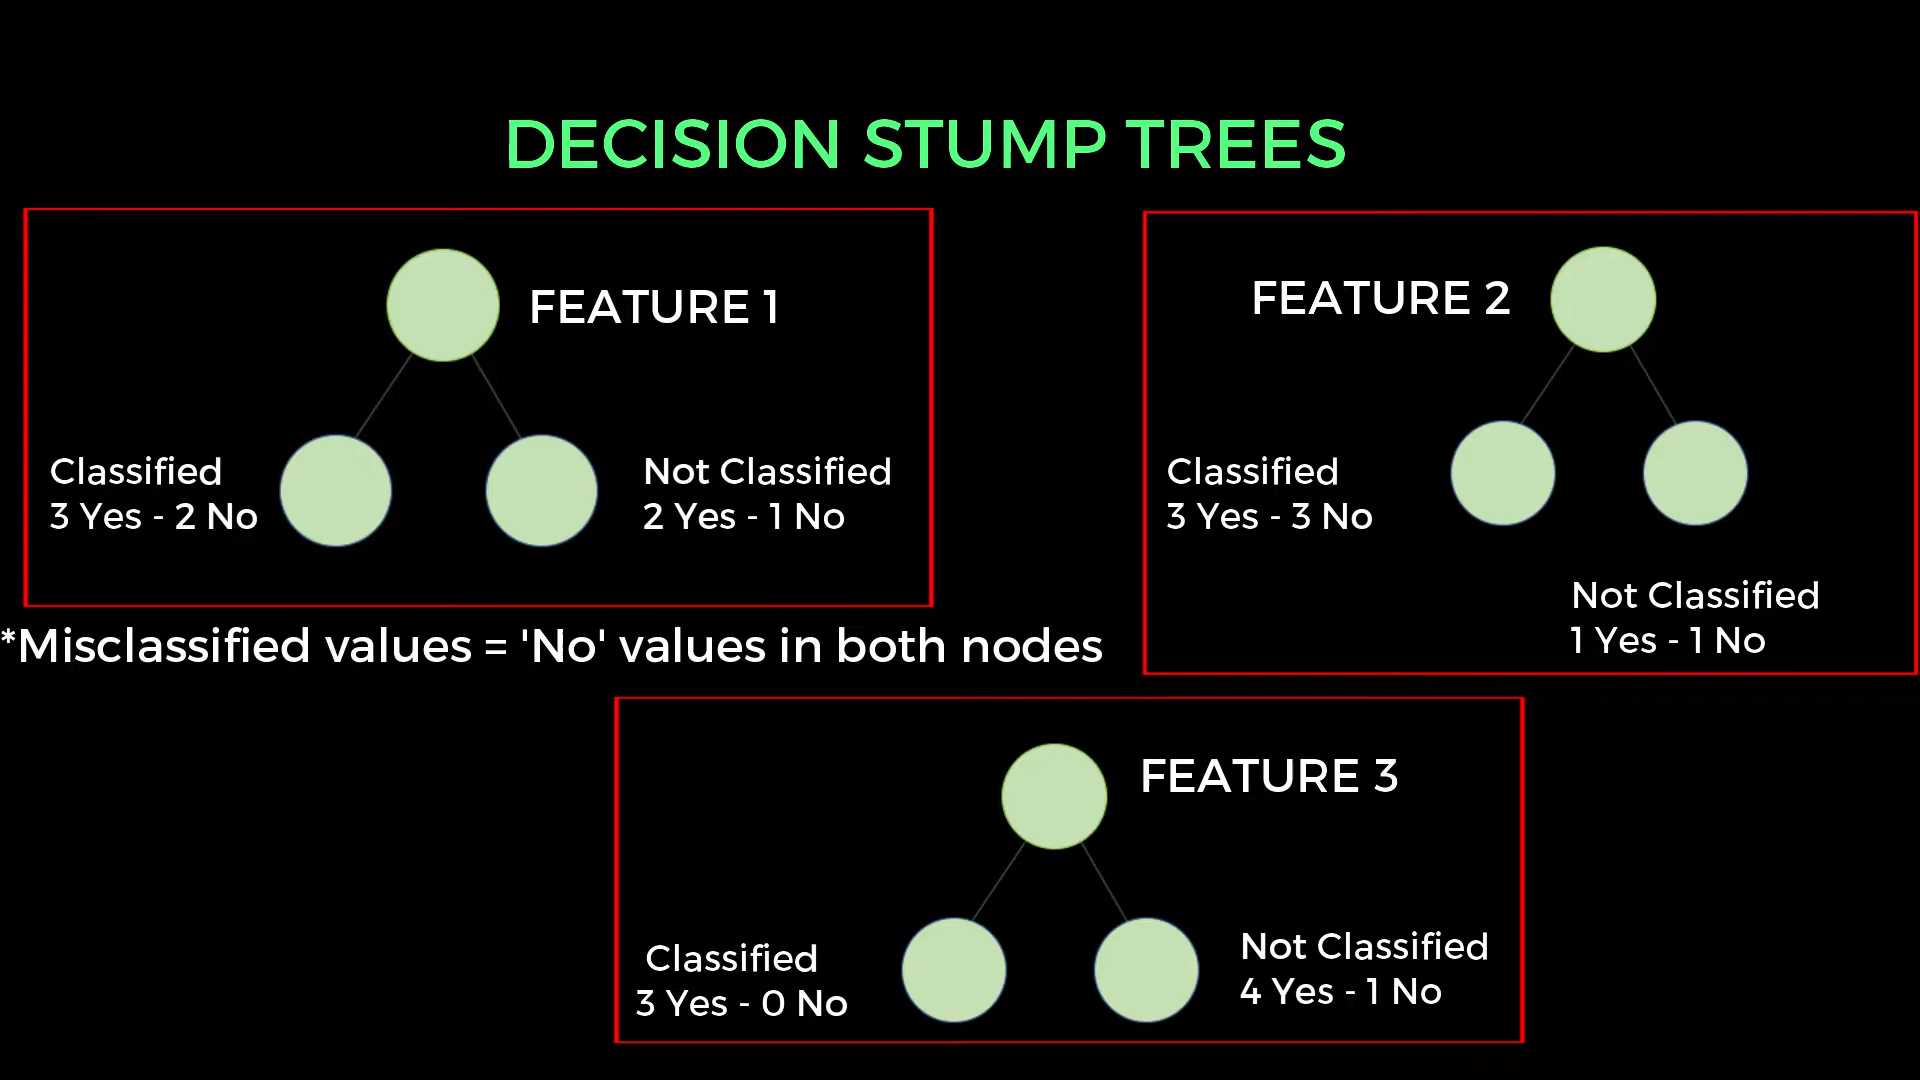 DECISION STUMP TREES
FEATURE 1
Classified
3 Yes - 2 No
Not Classified
2 Yes - 1 No
FEATURE 2
Classified
3 Yes - 3 No
Not Classified
1 Yes - 1 No
*Misclassified values = 'No' values in both nodes
FEATURE 3
Classified
3 Yes - 0 No
Not Classified
4 Yes - 1 No